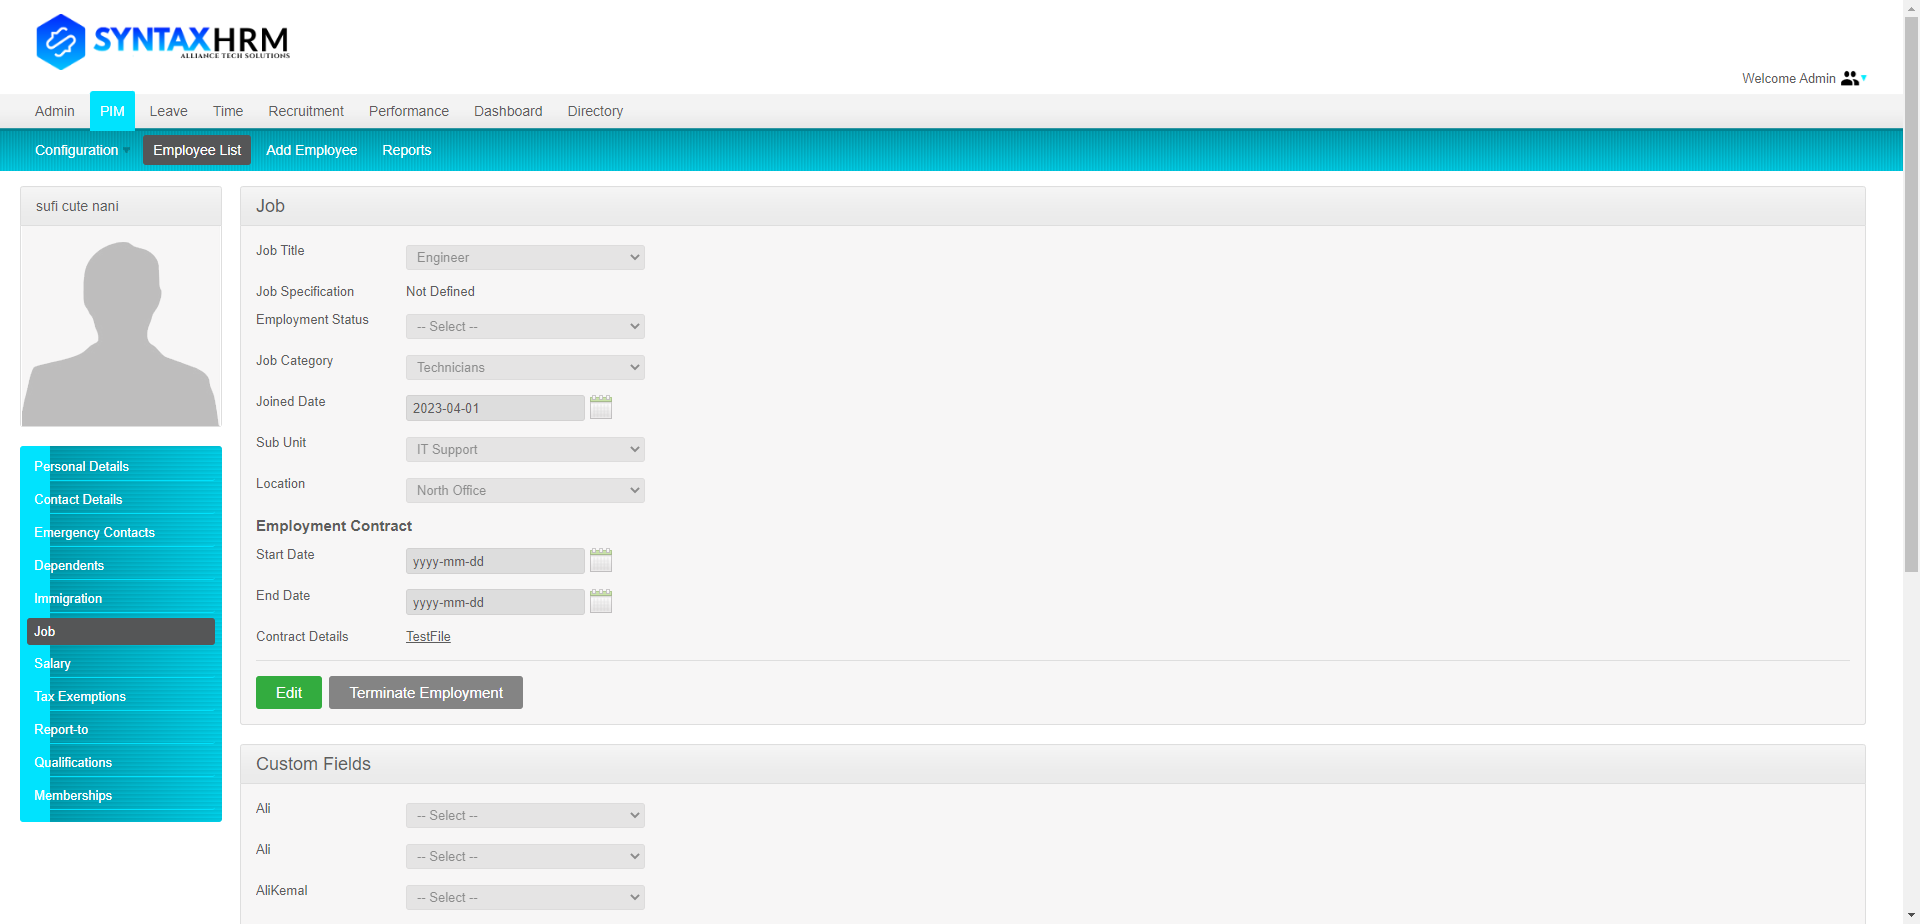 SYNTAXHRM
ALLIANCE TECH SOLUTIONS
Welcome Admin
Admin PIM Leave Time Recruitment Performance Dashboard Directory
Configuration Employee List Add Employee Reports
sufi cute nani
Personal Details
Contact Details
Emergency Contacts
Dependents
Immigration
Job
Salary
Tax Exemptions
Report-to
Qualifications
Memberships
Job
Job Title Engineer
Job Specification Not Defined
Employment Status -- Select --
Job Category Technicians
Joined Date 2023-04-01
Sub Unit IT Support
Location North Office
Employment Contract
Start Date yyyy-mm-dd
End Date yyyy-mm-dd
Contract Details TestFile
Edit Terminate Employment
Custom Fields
Ali -- Select --
Ali -- Select --
AliKemal -- Select --